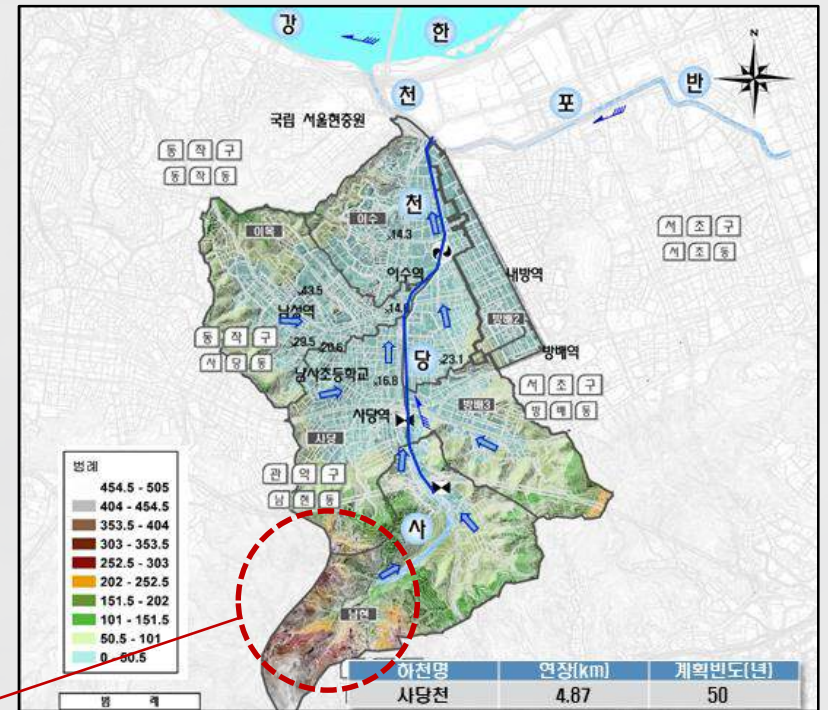 강 한
천 포 반
N
국립 서울현충원
동작구
동작동
천
이수
14.3
서초구
서초동
이목
이수역
내방역
43.5
남성역
14.6
방배2
동작구
사당동
29.5 20.6
당
23.1
방배역
남사초등학교
16.8
서초구
방배동
사당역
방배3
사당
관악구
남현동
사
남현
범례
454.5 - 505
404 - 454.5
353.5 - 404
303 - 353.5
252.5 - 303
202 - 252.5
151.5 - 202
101 - 151.5
50.5 - 101
0 - 50.5
범 례
하천명 연장(km) 계획빈도(년)
사당천 4.87 50